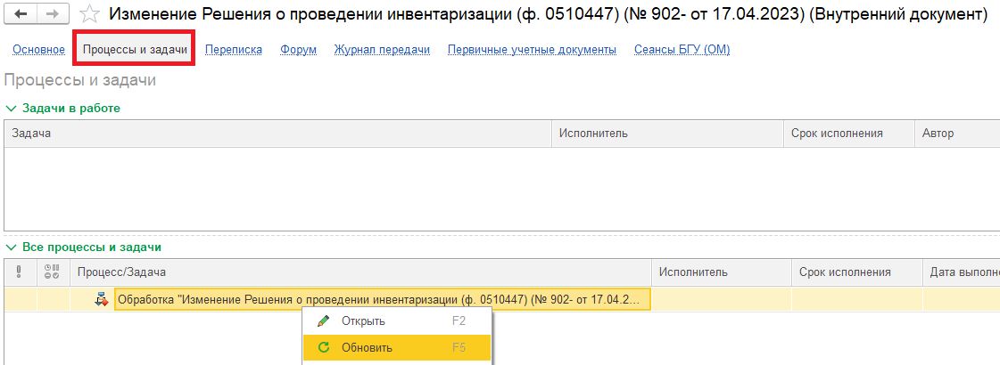 Изменение Решения о проведении инвентаризации (ф. 0510447) (№ 902- от 17.04.2023) (Внутренний документ)
Основное Процессы и задачи Переписка Форум Журнал передачи Первичные учетные документы Сеансы БГУ (ОМ)
Процессы и задачи
Задачи в работе
Задача Исполнитель Срок исполнения Автор
Все процессы и задачи
Процесс/Задача Исполнитель Срок исполнения Дата выполно
Обработка "Изменение Решения о проведении инвентаризации (ф. 0510447) (№ 902- от 17.04.2...
Открыть F2
Обновить F5